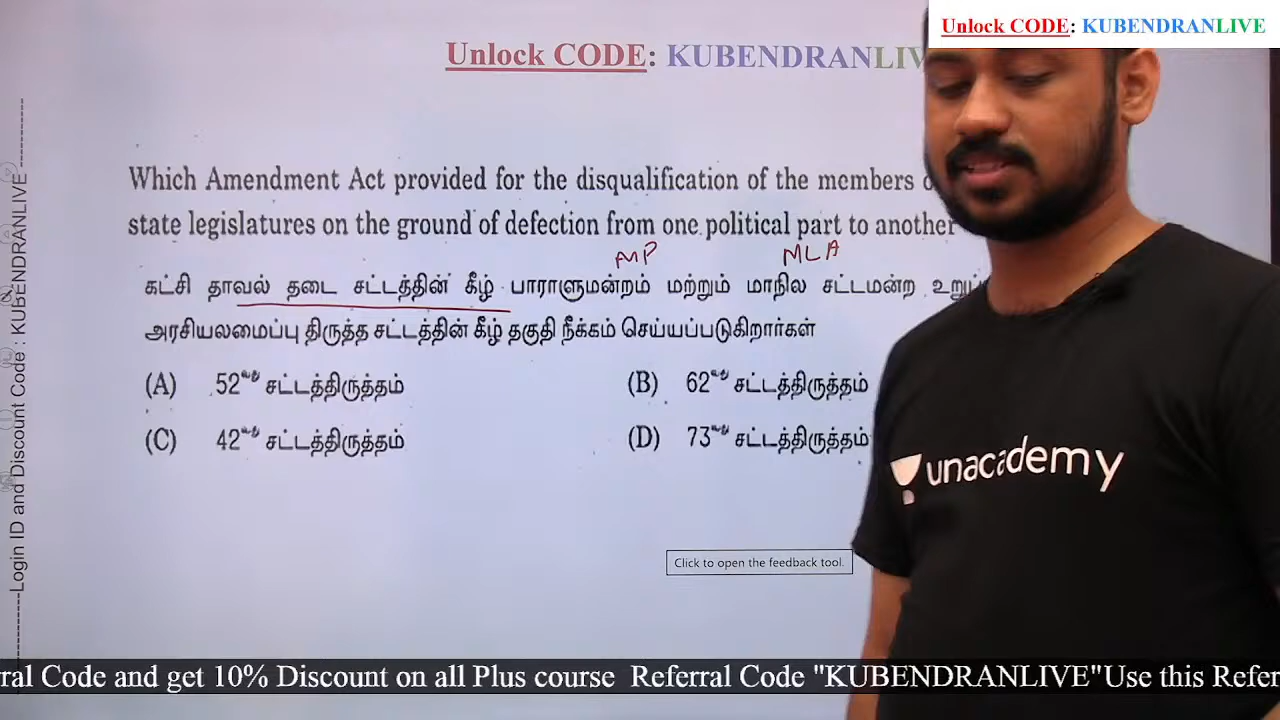 Unlock CODE: KUBENDRANLIVE
Unlock CODE: KUBENDRANLIV
Which Amendment Act provided for the disqualification of the members
state legislatures on the ground of defection from one political part to another
MP MLA
கட்சி தாவல் தடை சட்டத்தின் கீழ் பாராளுமன்றம் மற்றும் மாநில சட்டமன்ற
அரசியலமைப்பு திருத்த சட்டத்தின் கீழ் தகுதி நீக்கம் செய்யப்படுகிறார்கள்
(A) 52வது சட்டத்திருத்தம் (B) 62வது சட்டத்திருத்தம்
(C) 42வது சட்டத்திருத்தம் (D) 73வது சட்டத்திருத்தம்
unacademy
Click to open the feedback tool.
Login ID and Discount Code : KUBENDRANLIVE
ral Code and get 10% Discount on all Plus course Referral Code "KUBENDRANLIVE"Use this Refer